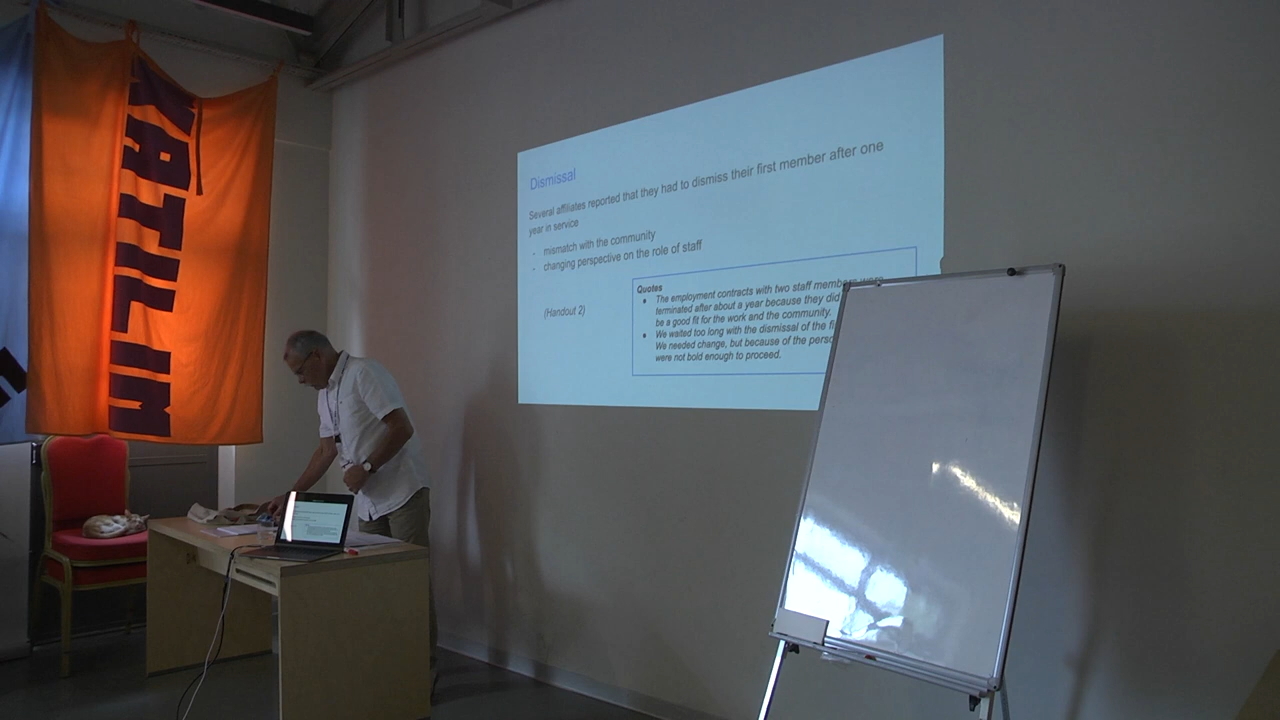 KATILIM
Dismissal
Several affiliates reported that they had to dismiss their first member after one
year in service
- mismatch with the community
- changing perspective on the role of staff
(Handout 2)
Quotes
• The employment contracts with two staff members were
terminated after about a year because they did
be a good fit for the work and the community.
• We waited too long with the dismissal of the
We needed change, but because of the
were not bold enough to proceed.